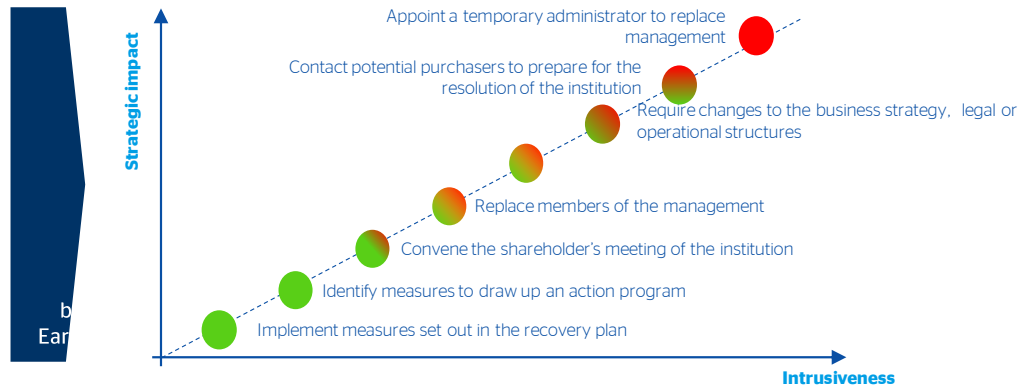 Appoint a temporary administrator to replace
management
Contact potential purchasers to prepare for the
resolution of the institution
Require changes to the business strategy, legal or
operational structures
Strategic impact
Replace members of the management
Convene the shareholder's meeting of the institution
Identify measures to draw up an action program
Implement measures set out in the recovery plan
b
Ear
Intrusiveness